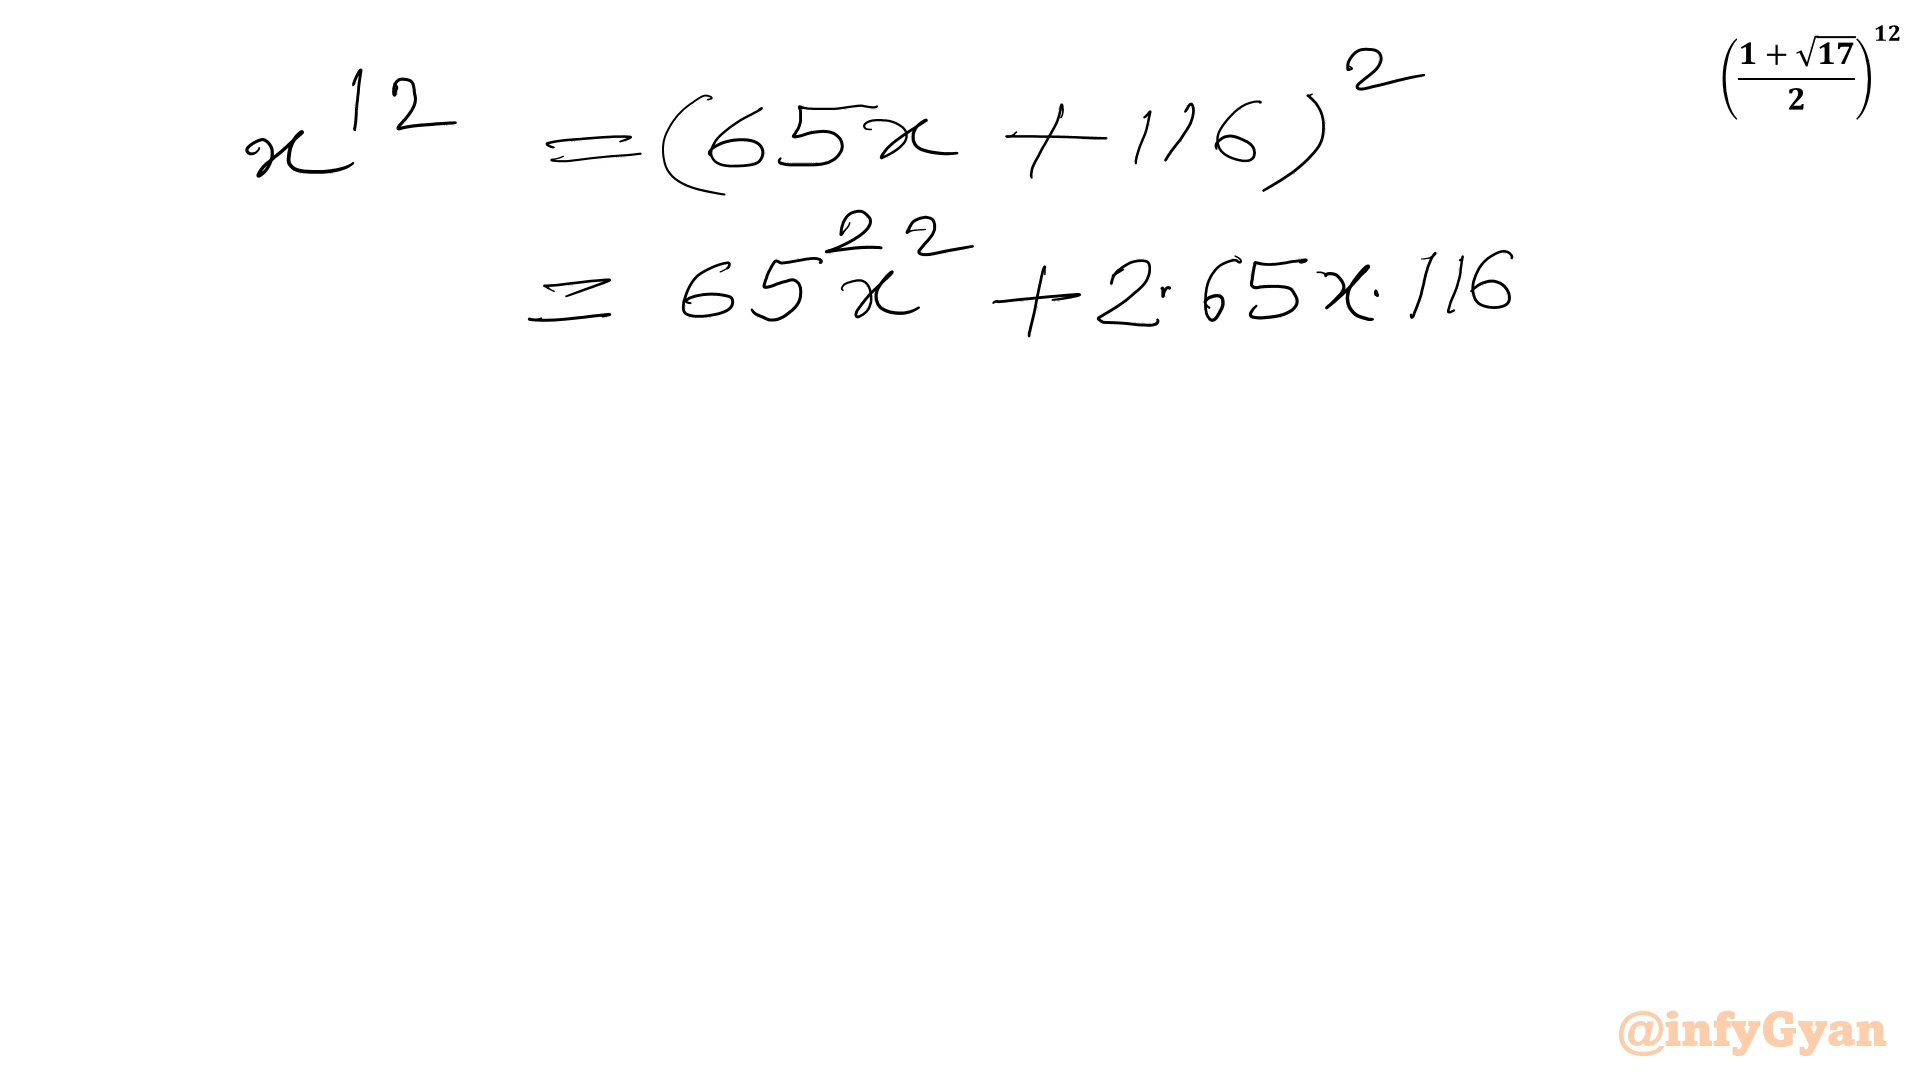 x^12 = (65x + 116)^2
((1 + √17)/2)^12
= 65^2 x^2 + 2·65x·116
@infyGyan